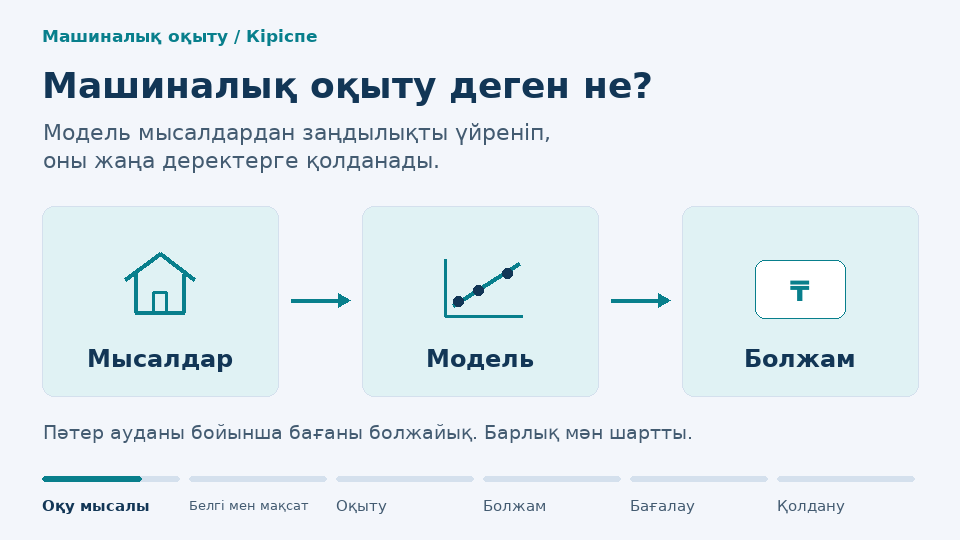 Машиналық оқыту / Кіріспе
Машиналық оқыту деген не?
Модель мысалдардан заңдылықты үйреніп,
оны жаңа деректерге қолданады.
₸
Мысалдар
Модель
Болжам
Пәтер ауданы бойынша бағаны болжайық. Барлық мән шартты.
Оқу мысалы
Белгі мен мақсат
Оқыту
Болжам
Бағалау
Қолдану